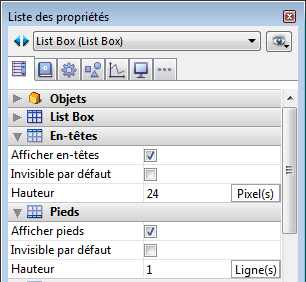 Liste des propriétés
List Box (List Box)
Objets
List Box
En-têtes
Afficher en-têtes
Invisible par défaut
Hauteur 24 Pixel(s)
Pieds
Afficher pieds
Invisible par défaut
Hauteur 1 Ligne(s)